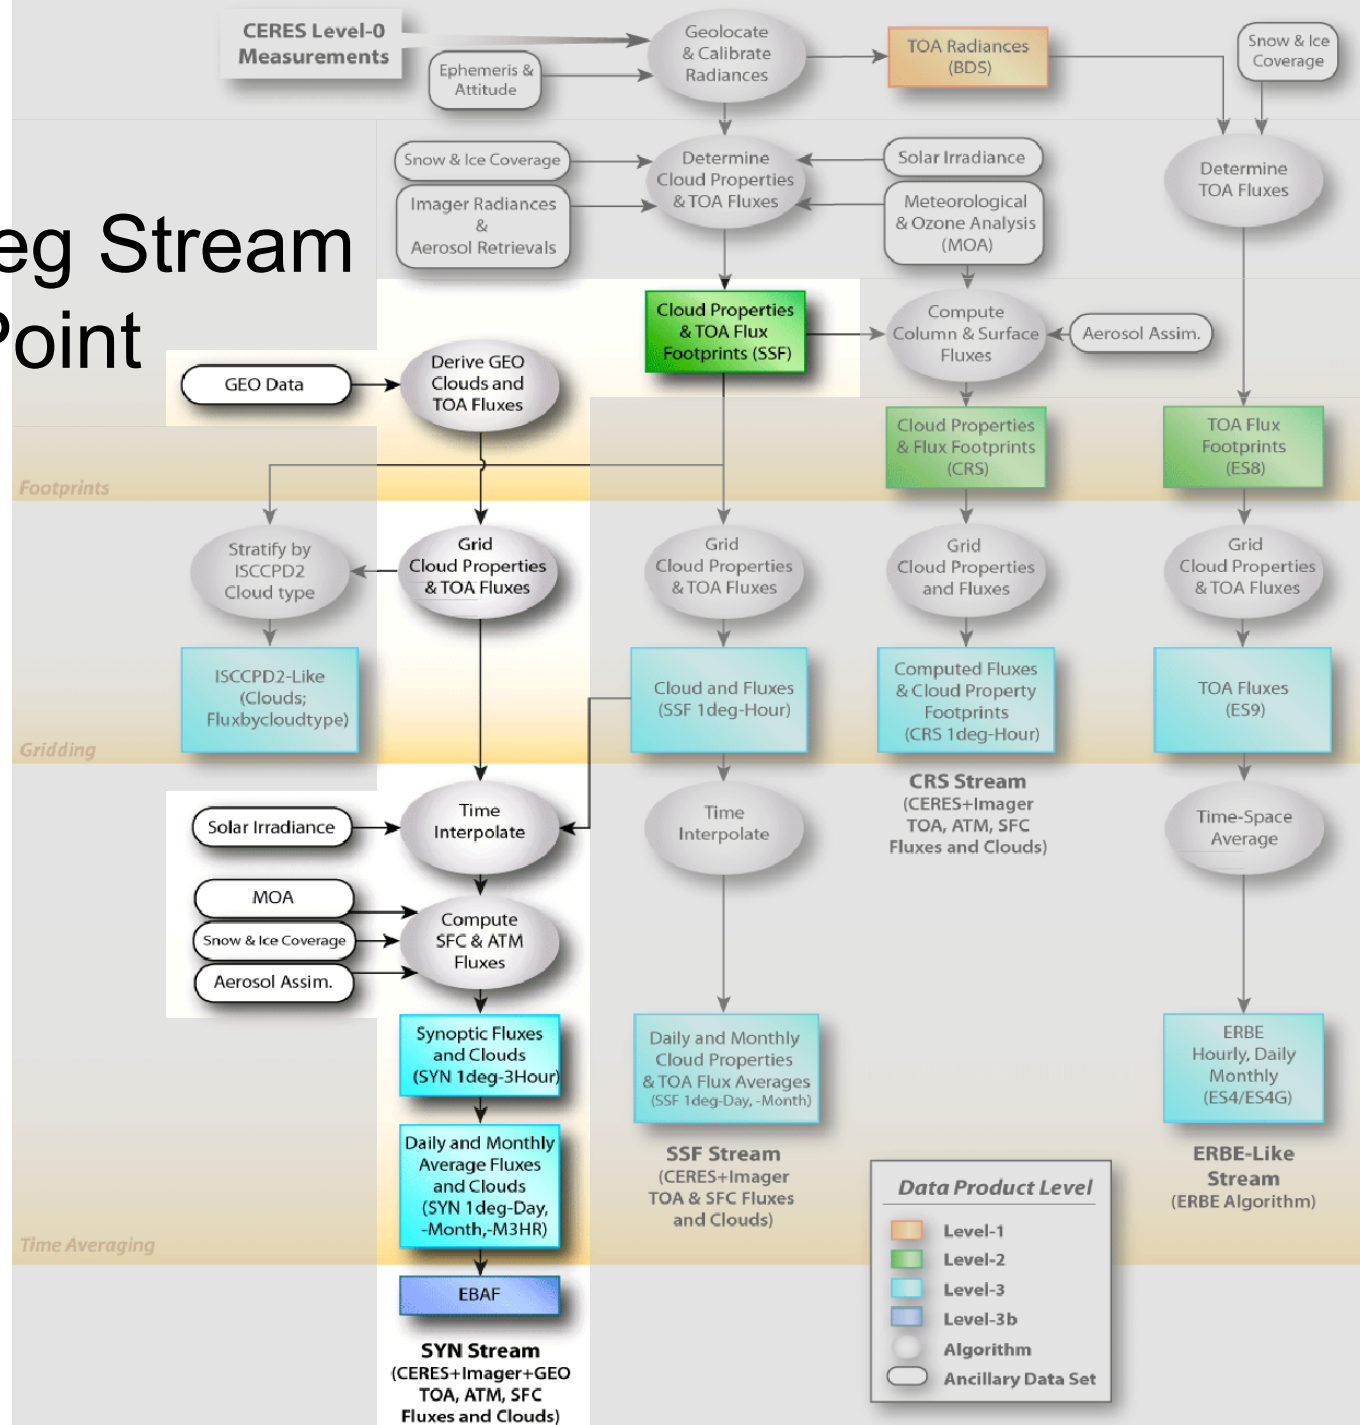 CERES Level-0
Measurements
Ephemeris &
Attitude
Geolocate
& Calibrate
Radiances
TOA Radiances
(BDS)
Snow & Ice
Coverage
Snow & Ice Coverage
Imager Radiances
&
Aerosol Retrievals
Determine
Cloud Properties
& TOA Fluxes
Solar Irradiance
Meteorological
& Ozone Analysis
(MOA)
Determine
TOA Fluxes
eg Stream
Point
GEO Data
Derive GEO
Clouds and
TOA Fluxes
Cloud Properties
& TOA Flux
Footprints (SSF)
Compute
Column & Surface
Fluxes
Aerosol Assim.
Cloud Properties
& Flux Footprints
(CRS)
TOA Flux
Footprints
(ES8)
Footprints
Stratify by
ISCCPD2
Cloud type
Grid
Cloud Properties
& TOA Fluxes
Grid
Cloud Properties
& TOA Fluxes
Grid
Cloud Properties
and Fluxes
Grid
Cloud Properties
& TOA Fluxes
ISCCPD2-Like
(Clouds;
Fluxbycloudtype)
Cloud and Fluxes
(SSF 1deg-Hour)
Computed Fluxes
& Cloud Property
Footprints
(CRS 1deg-Hour)
TOA Fluxes
(ES9)
Gridding
CRS Stream
(CERES+Imager
TOA, ATM, SFC
Fluxes and Clouds)
Solar Irradiance
Time
Interpolate
Time
Interpolate
Time-Space
Average
MOA
Snow & Ice Coverage
Aerosol Assim.
Compute
SFC & ATM
Fluxes
Synoptic Fluxes
and Clouds
(SYN 1deg-3Hour)
Daily and Monthly
Cloud Properties
& TOA Flux Averages
(SSF 1deg-Day, -Month)
ERBE
Hourly, Daily
Monthly
(ES4/ES4G)
Daily and Monthly
Average Fluxes
and Clouds
(SYN 1deg-Day,
-Month,-M3HR)
SSF Stream
(CERES+Imager
TOA & SFC Fluxes
and Clouds)
ERBE-Like
Stream
(ERBE Algorithm)
Time Averaging
EBAF
SYN Stream
(CERES+Imager+GEO
TOA, ATM, SFC
Fluxes and Clouds)
Data Product Level
Level-1
Level-2
Level-3
Level-3b
Algorithm
Ancillary Data Set